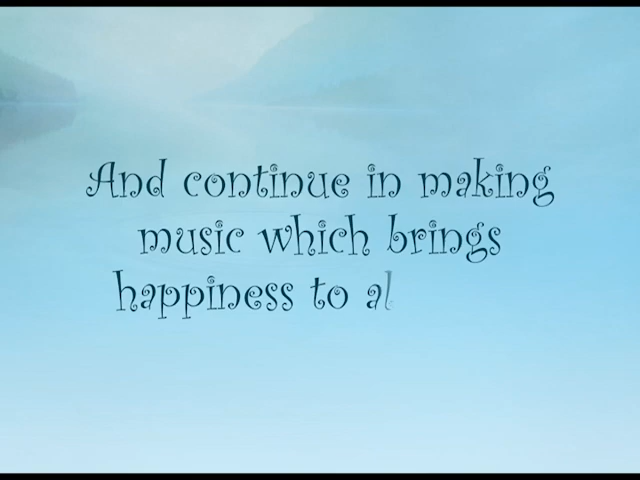 And continue in making
music which brings
happiness to al